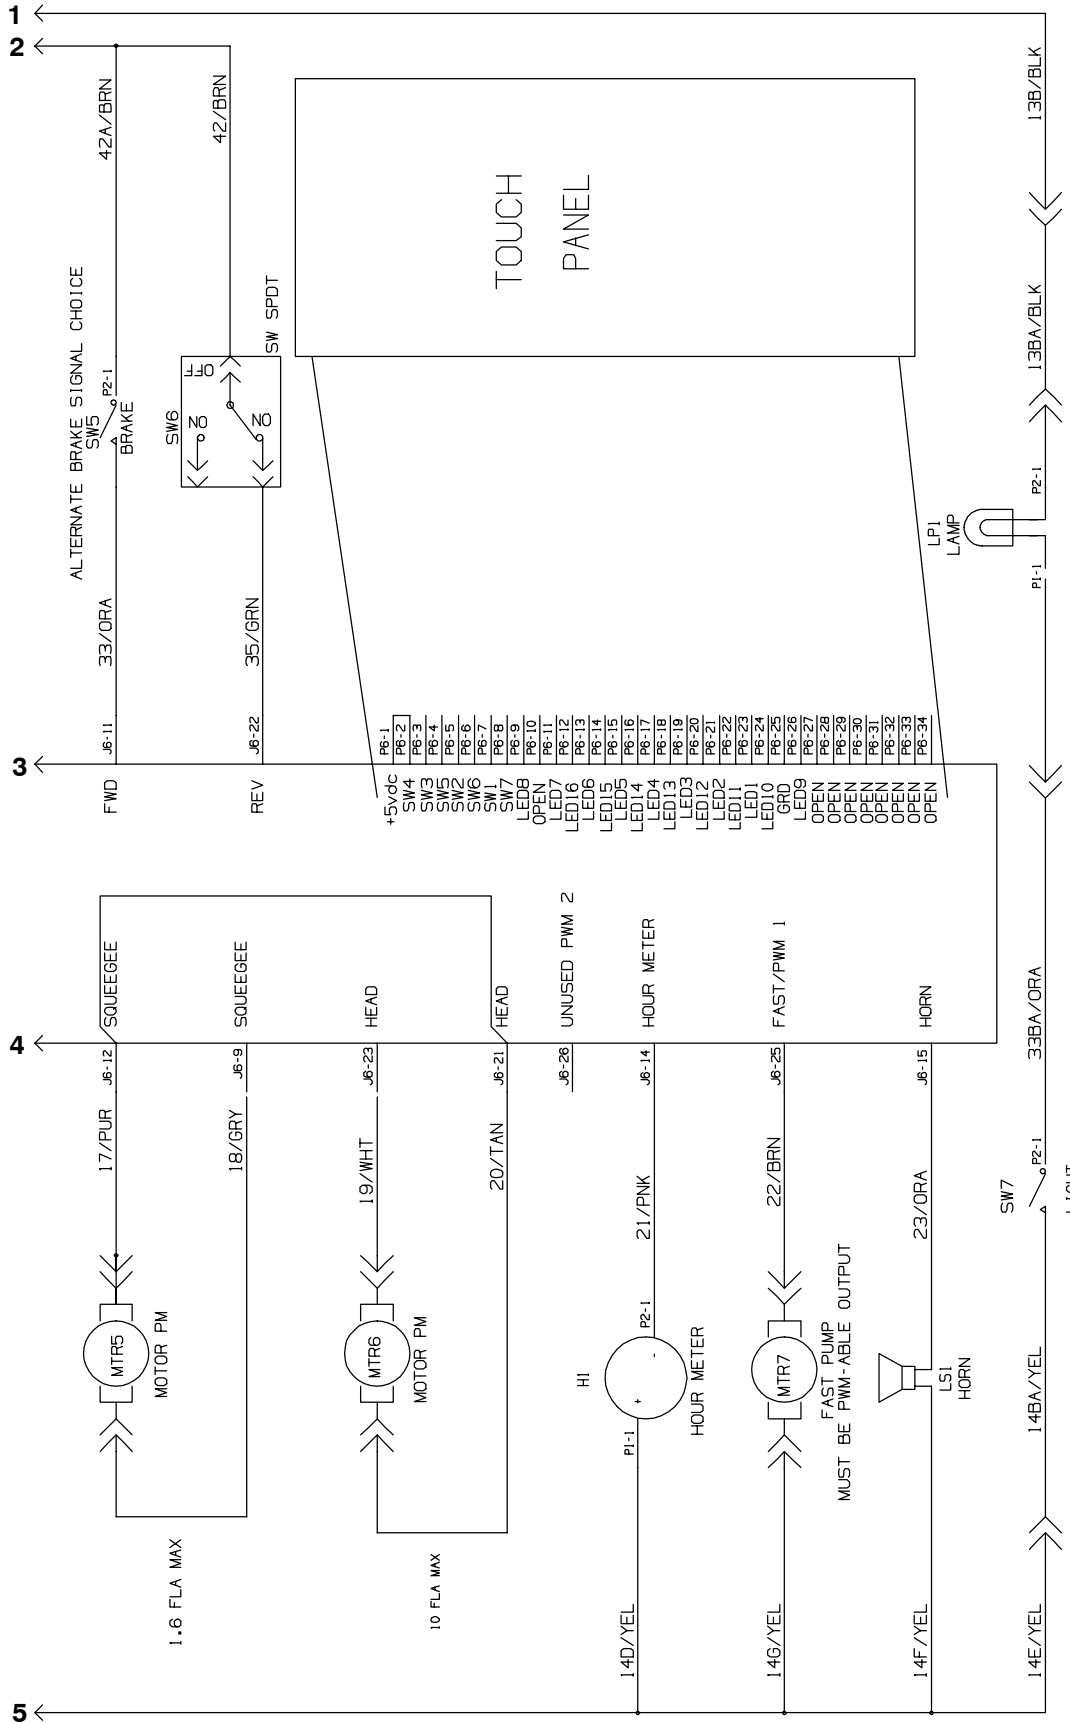 1
2
3
4
5
42A/BRN
42/BRN
13B/BLK
TOUCH
PANEL
ALTERNATE BRAKE SIGNAL CHOICE
SW5
BRAKE
P2-1
SW6
OFF
ON
ON
SW SPDT
13BA/BLK
33/ORA
35/GRN
J6-11
J6-22
FWD
REV
LP1
LAMP
P2-1
P1-1
P6-1
P6-2
P6-3
P6-4
P6-5
P6-6
P6-7
P6-8
P6-9
P6-10
P6-11
P6-12
P6-13
P6-14
P6-15
P6-16
P6-17
P6-18
P6-19
P6-20
P6-21
P6-22
P6-23
P6-24
P6-25
P6-26
P6-27
P6-28
P6-29
P6-30
P6-31
P6-32
P6-33
P6-34
+5vdc
SW4
SW3
SW5
SW2
SW6
SW1
SW7
LED8
OPEN
LED7
LED16
LED6
LED15
LED5
LED14
LED4
LED13
LED3
LED12
LED2
LED11
LED1
LED10
GRD
LED9
OPEN
OPEN
OPEN
OPEN
OPEN
OPEN
OPEN
OPEN
SQUEEGEE
SQUEEGEE
HEAD
HEAD
UNUSED PWM 2
HOUR METER
FAST/PWM 1
HORN
J6-12
J6-9
J6-23
J6-21
J6-26
J6-14
J6-25
J6-15
33BA/ORA
17/PUR
18/GRY
19/WHT
20/TAN
21/PNK
22/BRN
23/ORA
SW7
P2-1
MTR5
MOTOR PM
MTR6
MOTOR PM
H1
+
-
P2-1
P1-1
HOUR METER
MTR7
FAST PUMP
MUST BE PWM-ABLE OUTPUT
LS1
HORN
14BA/YEL
1.6 FLA MAX
10 FLA MAX
14D/YEL
14G/YEL
14F/YEL
14E/YEL